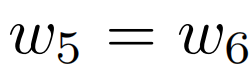 w₅ = w₆